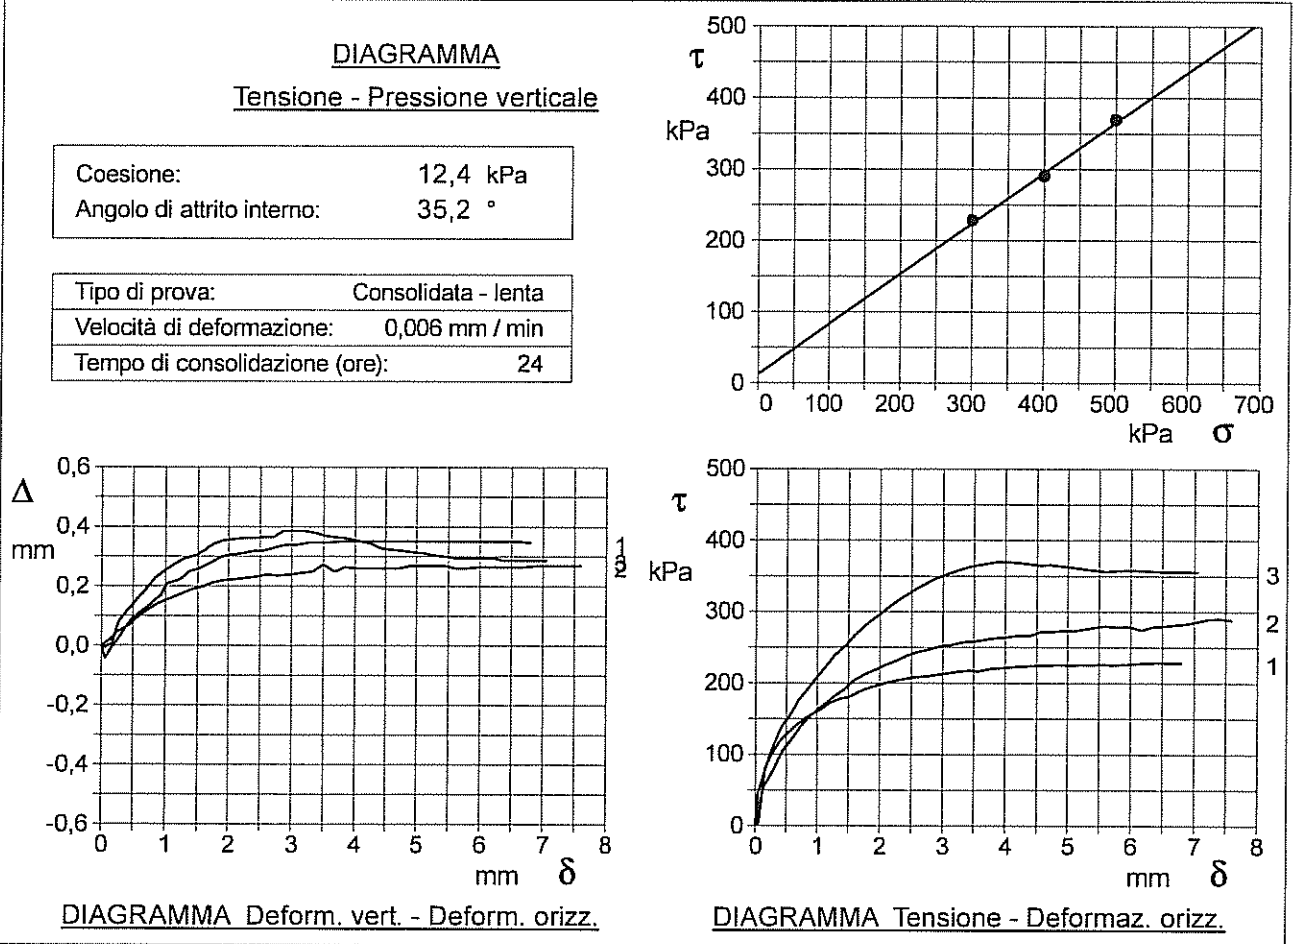 DIAGRAMMA
Tensione - Pressione verticale
Coesione: 12,4 kPa
Angolo di attrito interno: 35,2 °
Tipo di prova: Consolidata - lenta
Velocità di deformazione: 0,006 mm / min
Tempo di consolidazione (ore): 24
τ
kPa
500
400
300
200
100
0
0 100 200 300 400 500 600 700
kPa σ
Δ
mm
0,6
0,4
0,2
0,0
-0,2
-0,4
-0,6
0 1 2 3 4 5 6 7 8
mm δ
1
DIAGRAMMA Deform. vert. - Deform. orizz.
τ
kPa
500
400
300
200
100
0
0 1 2 3 4 5 6 7 8
mm δ
3
2
1
DIAGRAMMA Tensione - Deformaz. orizz.